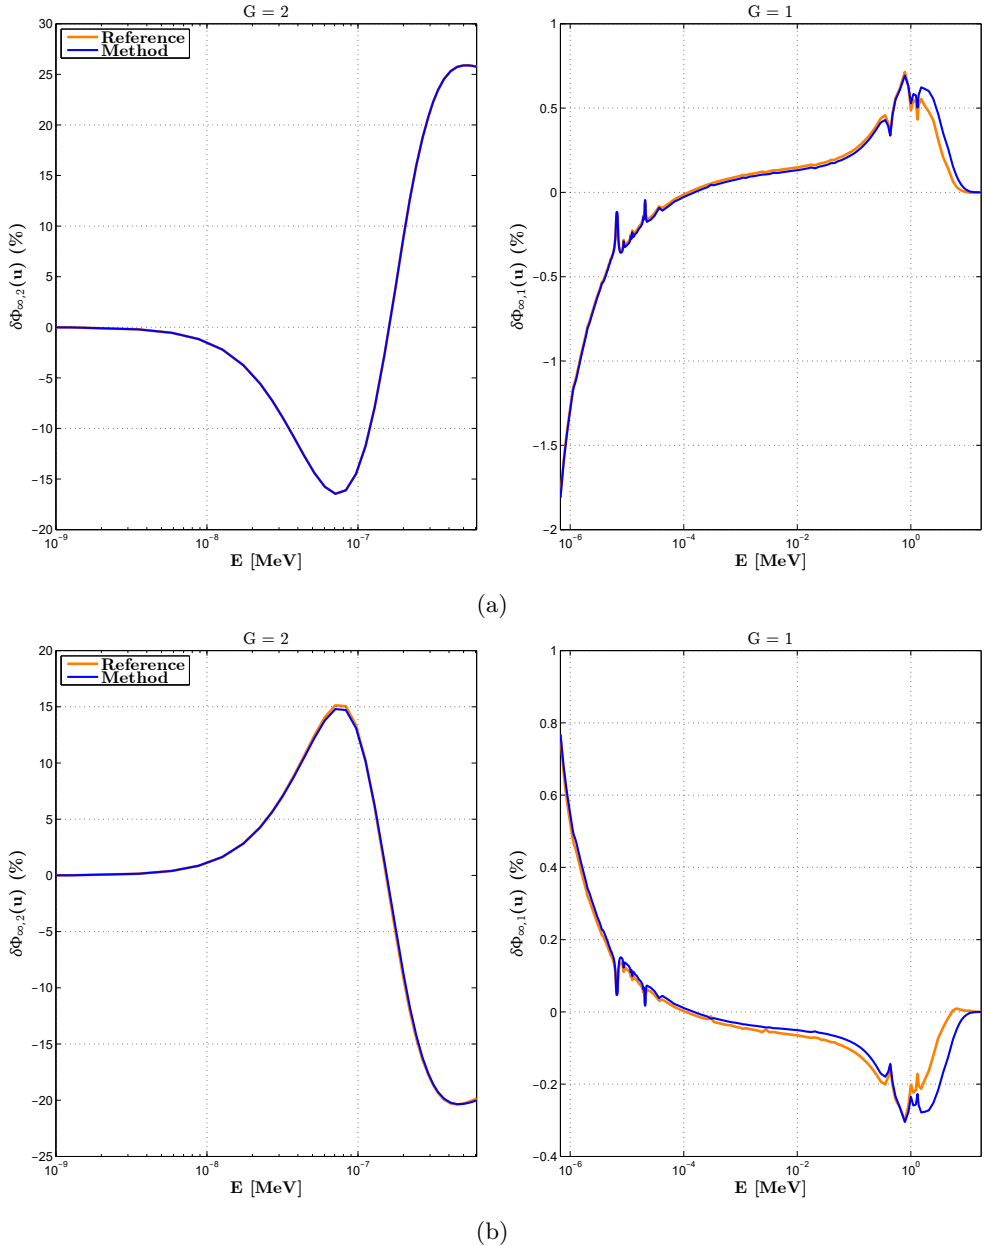 G = 2
30
25
20
15
10
5
0
−5
−10
−15
−20
δΦ∞,2(u) (%)
Reference
Method
10⁻⁹
10⁻⁸
10⁻⁷
E [MeV]
G = 1
1
0.5
0
−0.5
−1
−1.5
−2
δΦ∞,1(u) (%)
10⁻⁶
10⁻⁴
10⁻²
10⁰
E [MeV]
(a)
G = 2
20
15
10
5
0
−5
−10
−15
−20
−25
δΦ∞,2(u) (%)
Reference
Method
10⁻⁹
10⁻⁸
10⁻⁷
E [MeV]
G = 1
1
0.8
0.6
0.4
0.2
0
−0.2
−0.4
δΦ∞,1(u) (%)
10⁻⁶
10⁻⁴
10⁻²
10⁰
E [MeV]
(b)